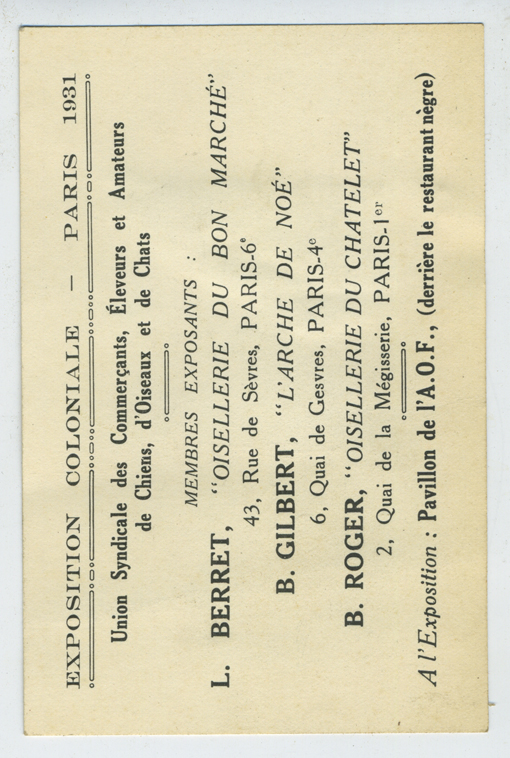 EXPOSITION COLONIALE — PARIS 1931
Union Syndicale des Commerçants, Éleveurs et Amateurs
de Chiens, d'Oiseaux et de Chats
MEMBRES EXPOSANTS :
L. BERRET, “OISELLERIE DU BON MARCHÉ”
43, Rue de Sèvres, PARIS-6e
B. GILBERT, “L'ARCHE DE NOÉ”
6, Quai de Gesvres, PARIS-4e
B. ROGER, “OISELLERIE DU CHATELET”
2, Quai de la Mégisserie, PARIS-1er
A l'Exposition : Pavillon de l'A.O.F., (derrière le restaurant nègre)